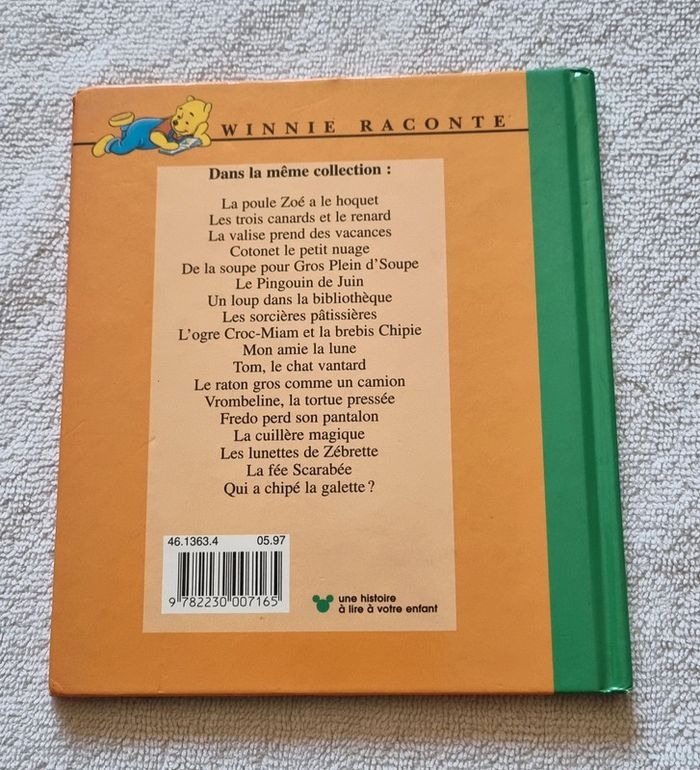 WINNIE RACONTE
Dans la même collection :
La poule Zoé a le hoquet
Les trois canards et le renard
La valise prend des vacances
Cotonet le petit nuage
De la soupe pour Gros Plein d'Soupe
Le Pingouin de Juin
Un loup dans la bibliothèque
Les sorcières pâtissières
L'ogre Croc-Miam et la brebis Chipie
Mon amie la lune
Tom, le chat vantard
Le raton gros comme un camion
Vrombeline, la tortue pressée
Fredo perd son pantalon
La cuillère magique
Les lunettes de Zébrette
La fée Scarabée
Qui a chipé la galette ?
46.1363.4 05.97
9 782230 007165
une histoire
à lire à votre enfant